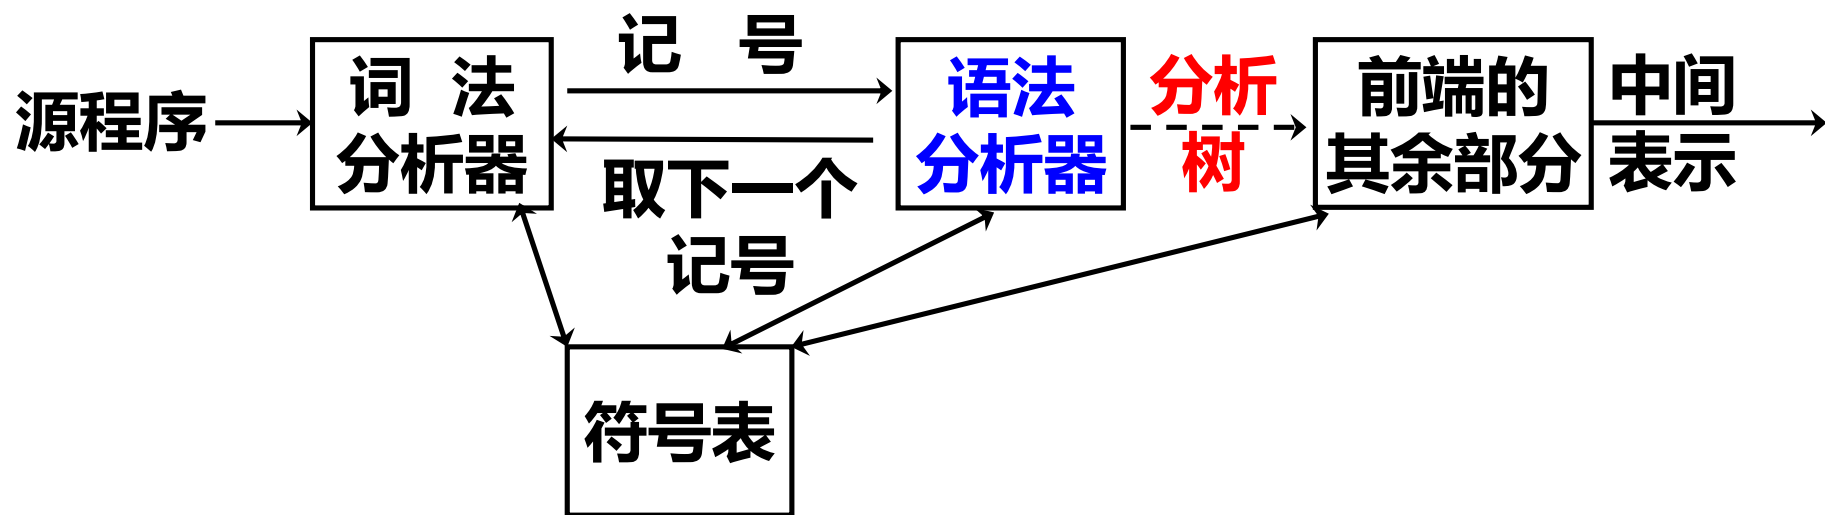 源程序
词 法
分析器
记 号
取下一个
记号
语法
分析器
分析
树
前端的
其余部分
中间
表示
符号表